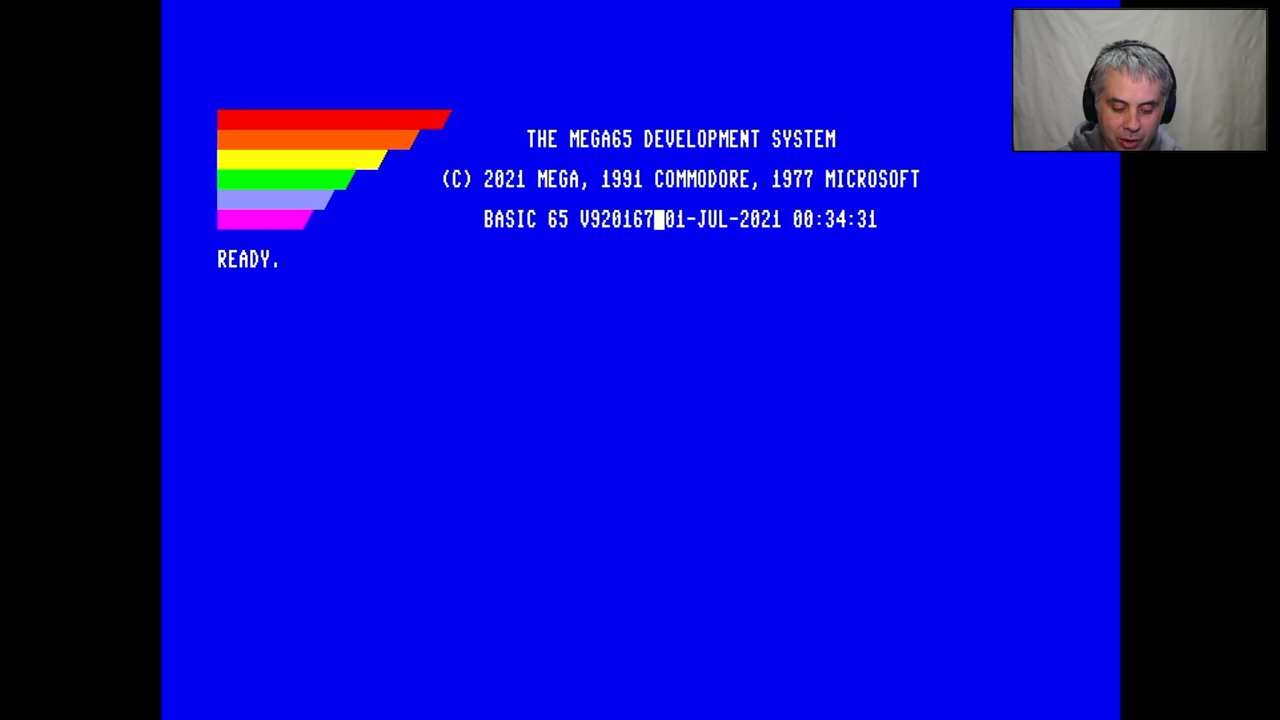 THE MEGA65 DEVELOPMENT SYSTEM
(C) 2021 MEGA, 1991 COMMODORE, 1977 MICROSOFT
BASIC 65 V920167 01-JUL-2021 00:34:31
READY.